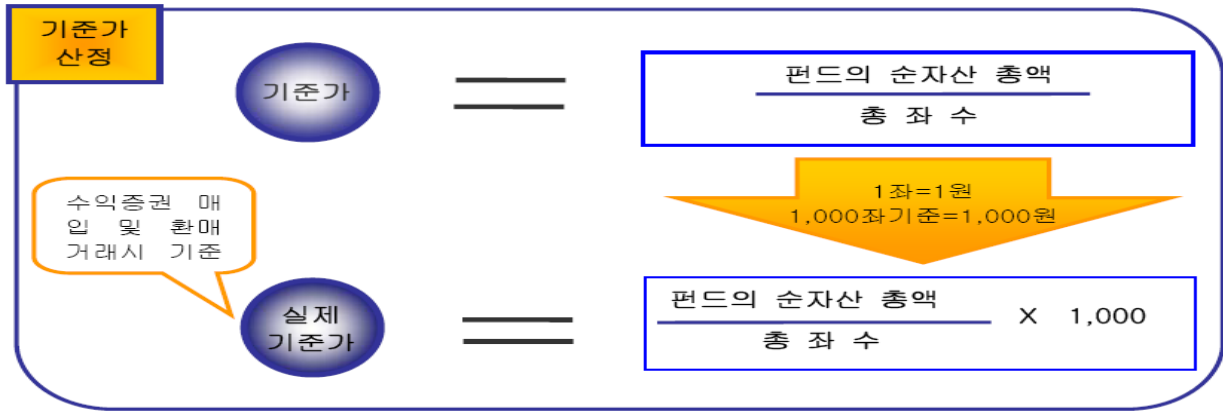 기준가
산정
기준가
펀드의 순자산 총액
총 좌 수
1좌=1원
1,000좌기준=1,000원
수익증권 매
입 및 환매
거래시 기준
실제
기준가
펀드의 순자산 총액
X 1,000
총 좌 수